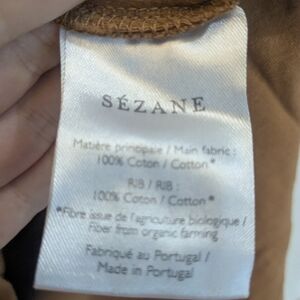 SÉZANE
Matière principale / Main fabric :
100% Coton / Cotton*
RIB / RIB :
100% Coton / Cotton*
*Fibre issue de l'agriculture biologique /
Fiber from organic farming
Fabriqué au Portugal /
Made in Portugal